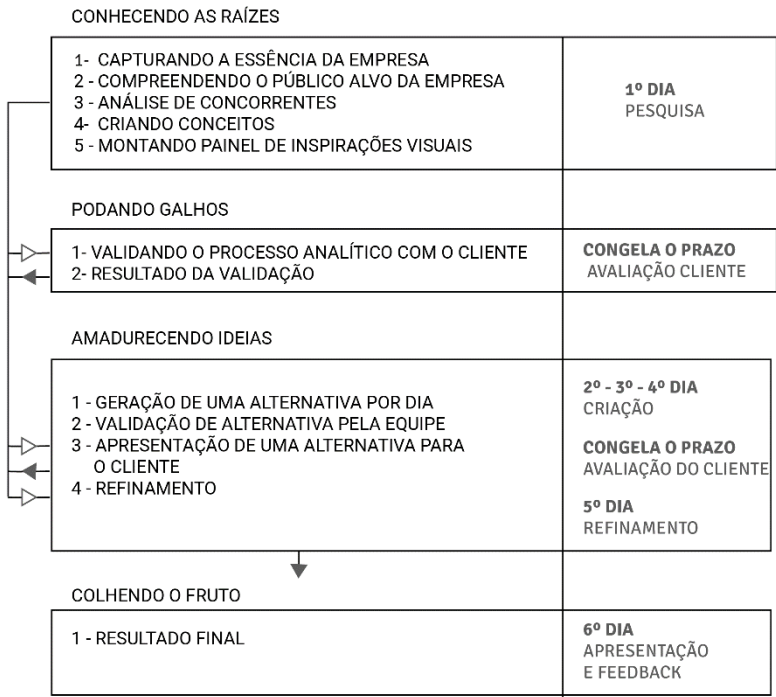 CONHECENDO AS RAÍZES
1- CAPTURANDO A ESSÊNCIA DA EMPRESA
2 - COMPREENDENDO O PÚBLICO ALVO DA EMPRESA
3 - ANÁLISE DE CONCORRENTES
4- CRIANDO CONCEITOS
5 - MONTANDO PAINEL DE INSPIRAÇÕES VISUAIS
1º DIA
PESQUISA
PODANDO GALHOS
1- VALIDANDO O PROCESSO ANALÍTICO COM O CLIENTE
2- RESULTADO DA VALIDAÇÃO
CONGELA O PRAZO
AVALIAÇÃO CLIENTE
AMADURECENDO IDEIAS
1 - GERAÇÃO DE UMA ALTERNATIVA POR DIA
2 - VALIDAÇÃO DE ALTERNATIVA PELA EQUIPE
3 - APRESENTAÇÃO DE UMA ALTERNATIVA PARA
O CLIENTE
4 - REFINAMENTO
2º - 3º - 4º DIA
CRIAÇÃO
CONGELA O PRAZO
AVALIAÇÃO DO CLIENTE
5º DIA
REFINAMENTO
COLHENDO O FRUTO
1 - RESULTADO FINAL
6º DIA
APRESENTAÇÃO
E FEEDBACK